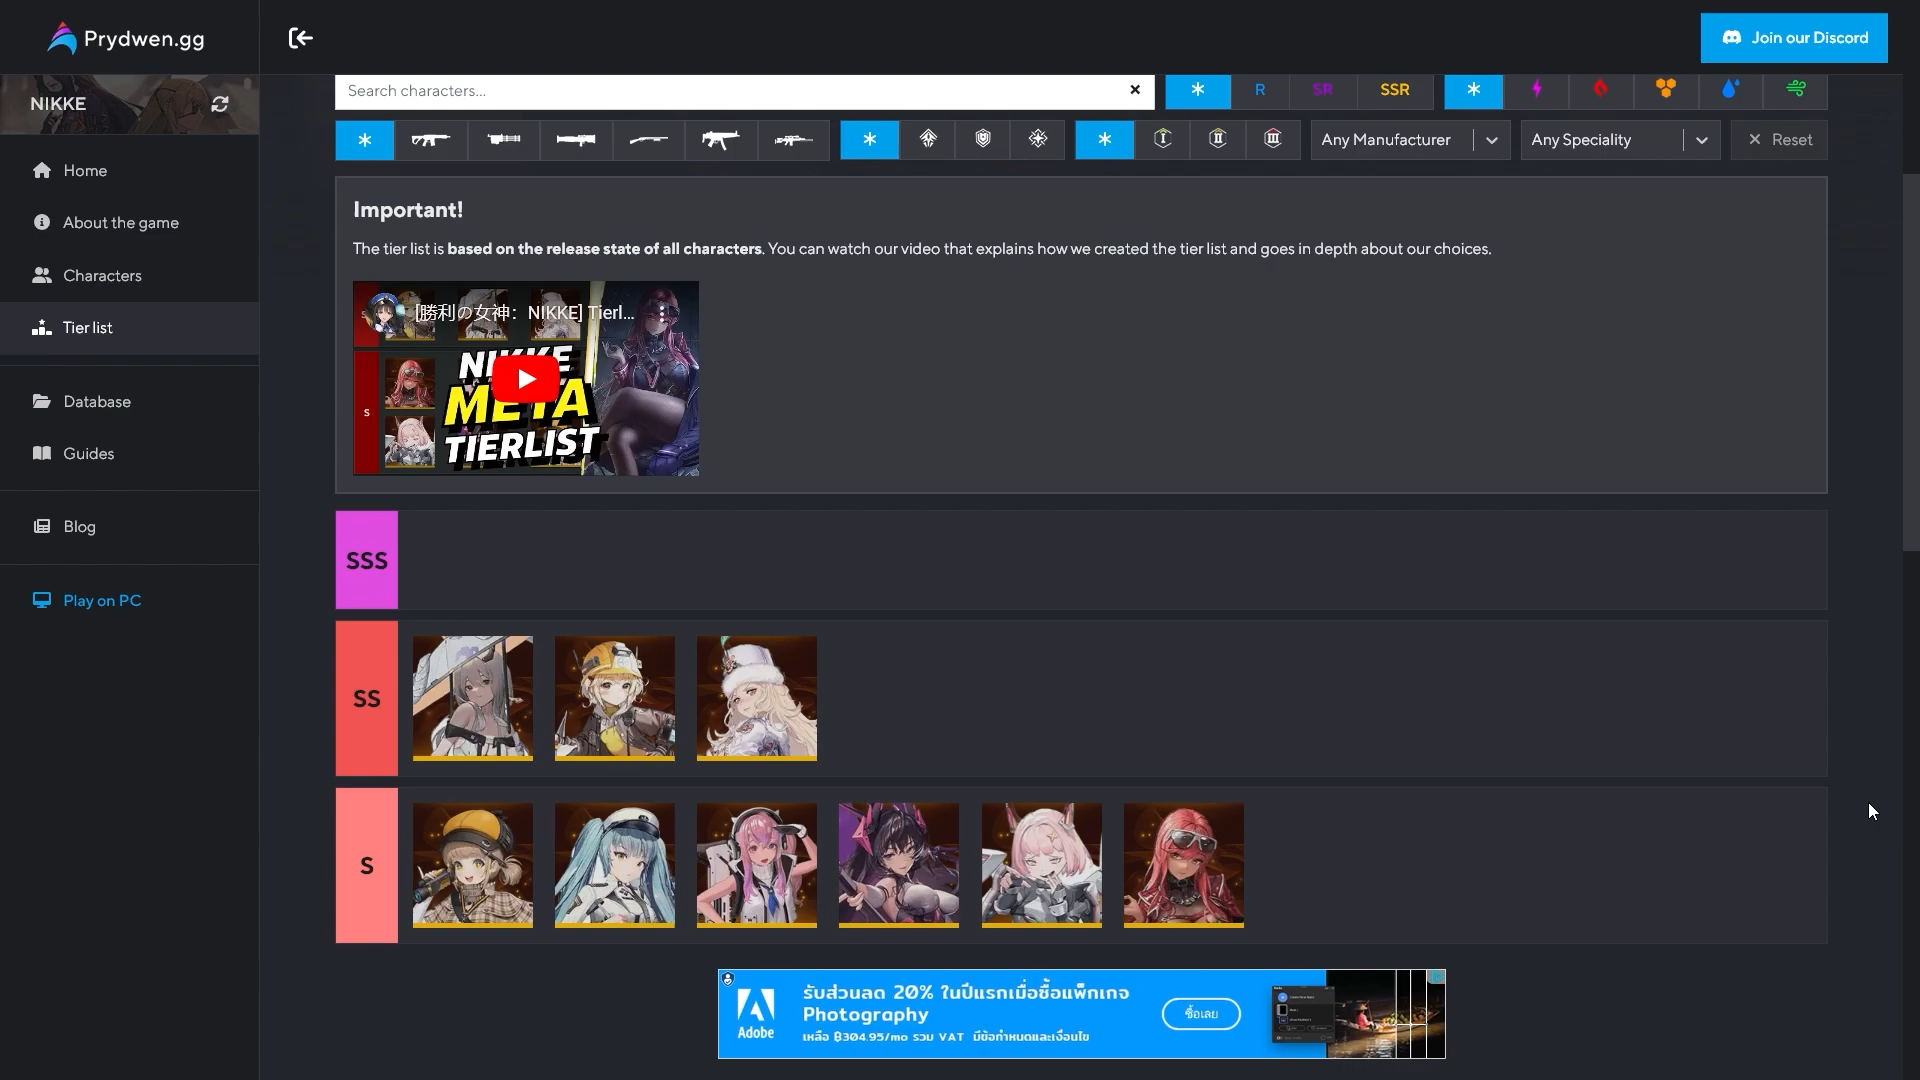 Prydwen.gg
Join our Discord
NIKKE
Home
About the game
Characters
Tier list
Database
Guides
Blog
Play on PC
Search characters...
R
SR
SSR
Any Manufacturer
Any Speciality
Reset
Important!
The tier list is based on the release state of all characters. You can watch our video that explains how we created the tier list and goes in depth about our choices.
[勝利の女神：NIKKE] Tierl...
NIKKE
META
TIERLIST
S
SSS
SS
S
Adobe
รับส่วนลด 20% ในปีแรกเมื่อซื้อแพ็กเกจ
Photography
เหลือ ฿304.95/mo รวม VAT มีข้อกำหนดและเงื่อนไข
ซื้อเลย